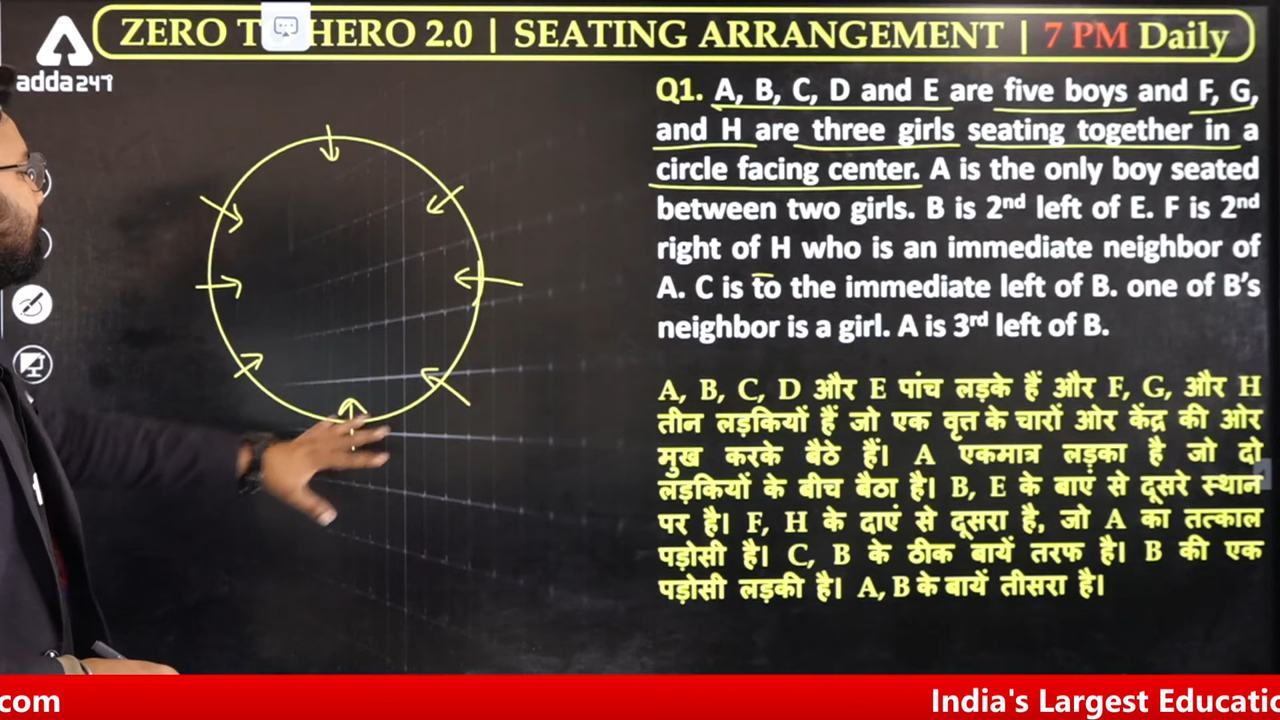 ZERO T HERO 2.0 | SEATING ARRANGEMENT | 7 PM Daily
adda247
Q1. A, B, C, D and E are five boys and F, G,
and H are three girls seating together in a
circle facing center. A is the only boy seated
between two girls. B is 2nd left of E. F is 2nd
right of H who is an immediate neighbor of
A. C is to the immediate left of B. one of B's
neighbor is a girl. A is 3rd left of B.
A, B, C, D और E पांच लड़के हैं और F, G, और H
तीन लड़कियों हैं जो एक वृत्त के चारों ओर केंद्र की ओर
मुख करके बैठे हैं। A एकमात्र लड़का है जो दो
लड़कियों के बीच बैठा है। B, E के बाएं से दूसरे स्थान
पर है। F, H के दाएं से दूसरा है, जो A का तत्काल
पड़ोसी है। C, B के ठीक बायें तरफ है। B की एक
पड़ोसी लड़की है। A, B के बायें तीसरा है।
.com
India's Largest Educatio